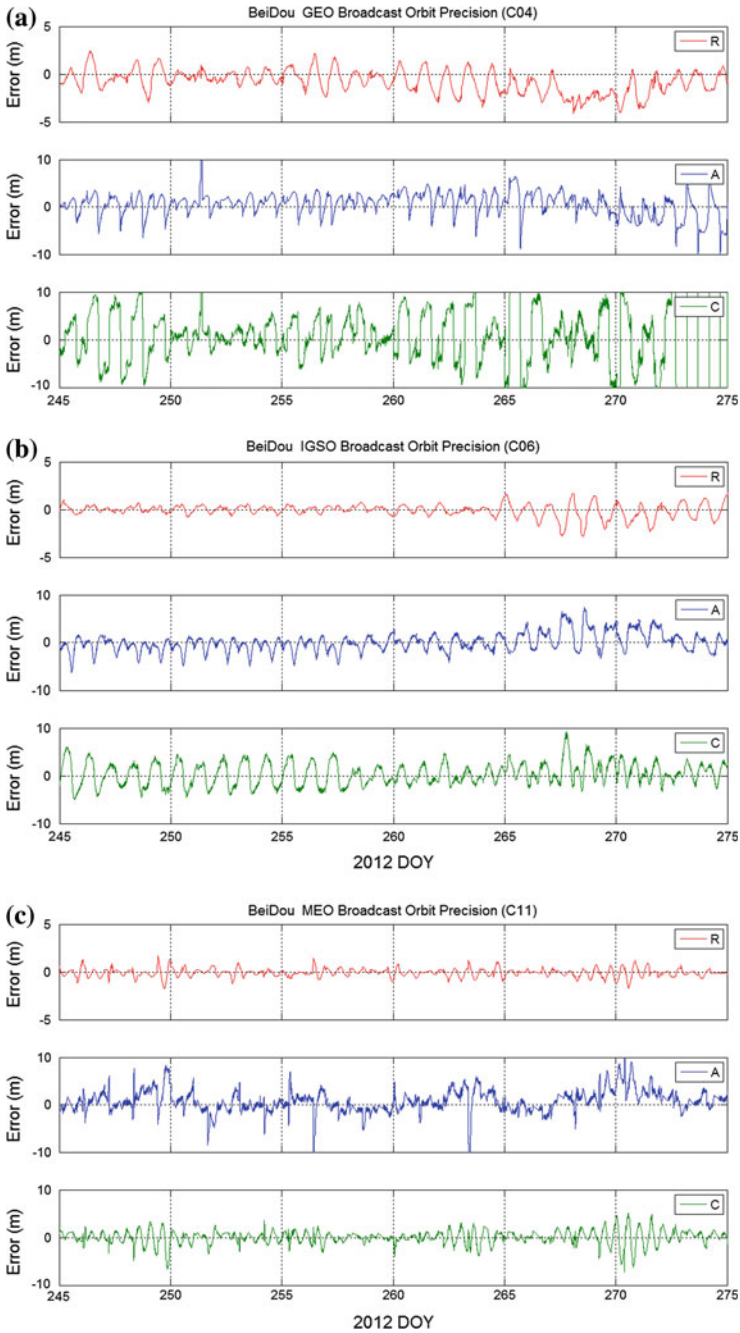 (a)
BeiDou GEO Broadcast Orbit Precision (C04)
5
0
-5
Error (m)
R
10
0
-10
Error (m)
A
10
0
-10
Error (m)
C
245 250 255 260 265 270 275
(b)
BeiDou IGSO Broadcast Orbit Precision (C06)
5
0
-5
Error (m)
R
10
0
-10
Error (m)
A
10
0
-10
Error (m)
C
245 250 255 260 265 270 275
2012 DOY
(c)
BeiDou MEO Broadcast Orbit Precision (C11)
5
0
-5
Error (m)
R
10
0
-10
Error (m)
A
10
0
-10
Error (m)
C
245 250 255 260 265 270 275
2012 DOY